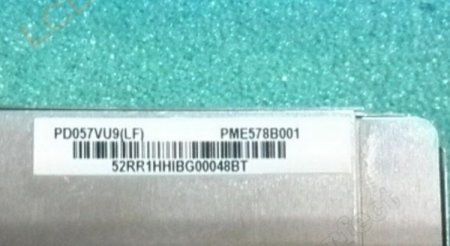 PD057VU9(LF) PME578B001
52RR1HHIBG00048BT